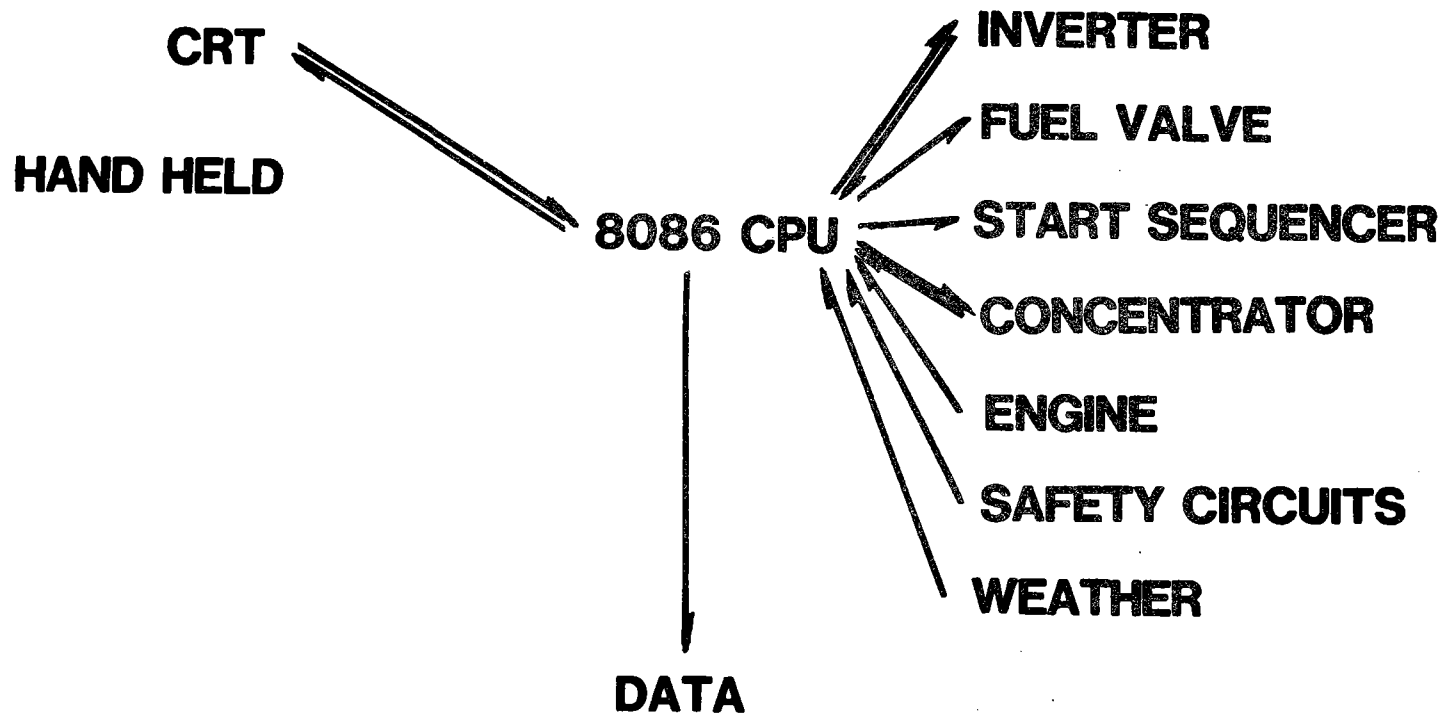 CRT
HAND HELD
8086 CPU
INVERTER
FUEL VALVE
START SEQUENCER
CONCENTRATOR
ENGINE
SAFETY CIRCUITS
WEATHER
DATA